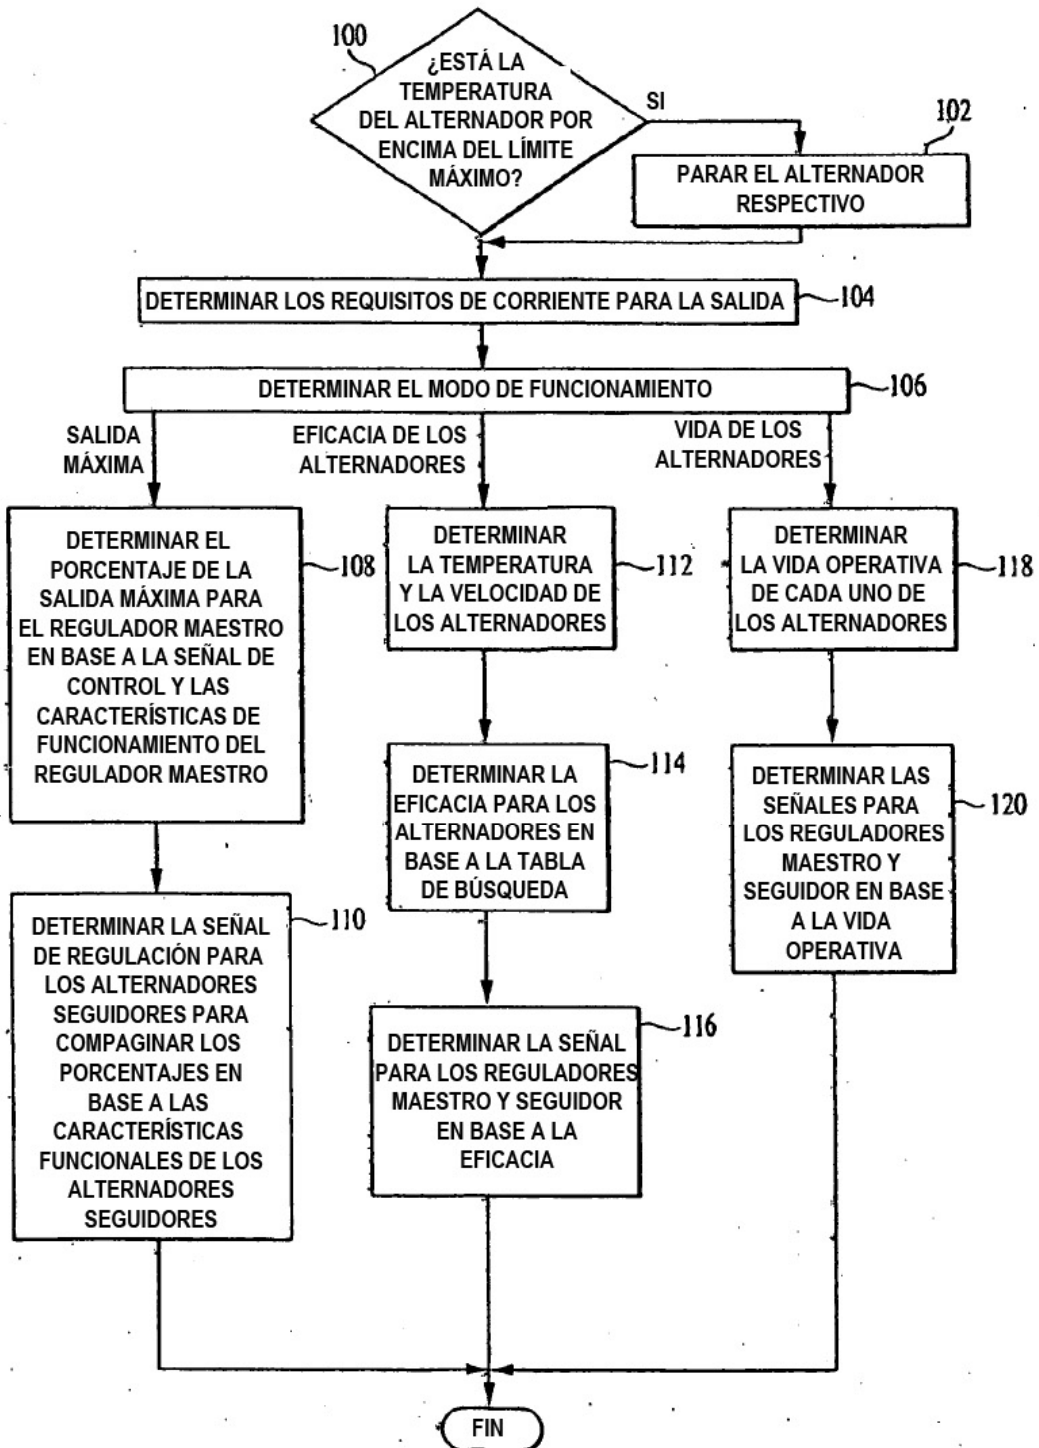 100
¿ESTÁ LA
TEMPERATURA
DEL ALTERNADOR POR
ENCIMA DEL LÍMITE
MÁXIMO?
SI
102
PARAR EL ALTERNADOR
RESPECTIVO
DETERMINAR LOS REQUISITOS DE CORRIENTE PARA LA SALIDA
104
DETERMINAR EL MODO DE FUNCIONAMIENTO
106
SALIDA
MÁXIMA
EFICACIA DE LOS
ALTERNADORES
VIDA DE LOS
ALTERNADORES
DETERMINAR EL
PORCENTAJE DE LA
SALIDA MÁXIMA PARA
EL REGULADOR MAESTRO
EN BASE A LA SEÑAL DE
CONTROL Y LAS
CARACTERÍSTICAS DE
FUNCIONAMIENTO DEL
REGULADOR MAESTRO
108
DETERMINAR
LA TEMPERATURA
Y LA VELOCIDAD DE
LOS ALTERNADORES
112
DETERMINAR
LA VIDA OPERATIVA
DE CADA UNO DE
LOS ALTERNADORES
118
DETERMINAR LA
EFICACIA PARA LOS
ALTERNADORES EN
BASE A LA TABLA
DE BÚSQUEDA
114
DETERMINAR LAS
SEÑALES PARA
LOS REGULADORES
MAESTRO Y
SEGUIDOR EN BASE
A LA VIDA
OPERATIVA
120
DETERMINAR LA SEÑAL
DE REGULACIÓN PARA
LOS ALTERNADORES
SEGUIDORES PARA
COMPAGINAR LOS
PORCENTAJES EN
BASE A LAS
CARACTERÍSTICAS
FUNCIONALES DE LOS
ALTERNADORES
SEGUIDORES
110
DETERMINAR LA SEÑAL
PARA LOS REGULADORES
MAESTRO Y SEGUIDOR
EN BASE A LA
EFICACIA
116
FIN